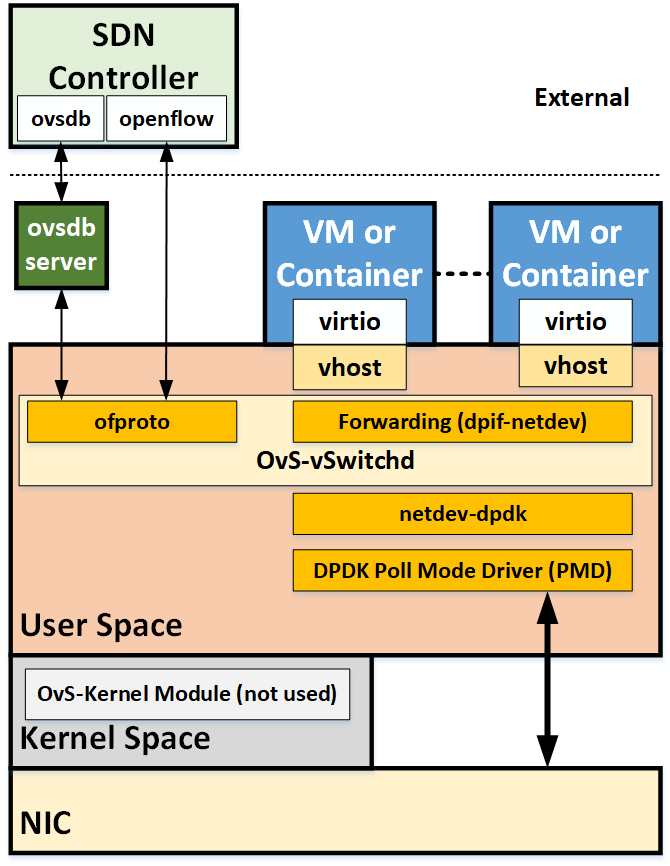 SDN
Controller
ovsdb
openflow
External
ovsdb
server
VM or
Container
virtio
vhost
VM or
Container
virtio
vhost
ofproto
Forwarding (dpif-netdev)
OvS-vSwitchd
netdev-dpdk
DPDK Poll Mode Driver (PMD)
User Space
OvS-Kernel Module (not used)
Kernel Space
NIC